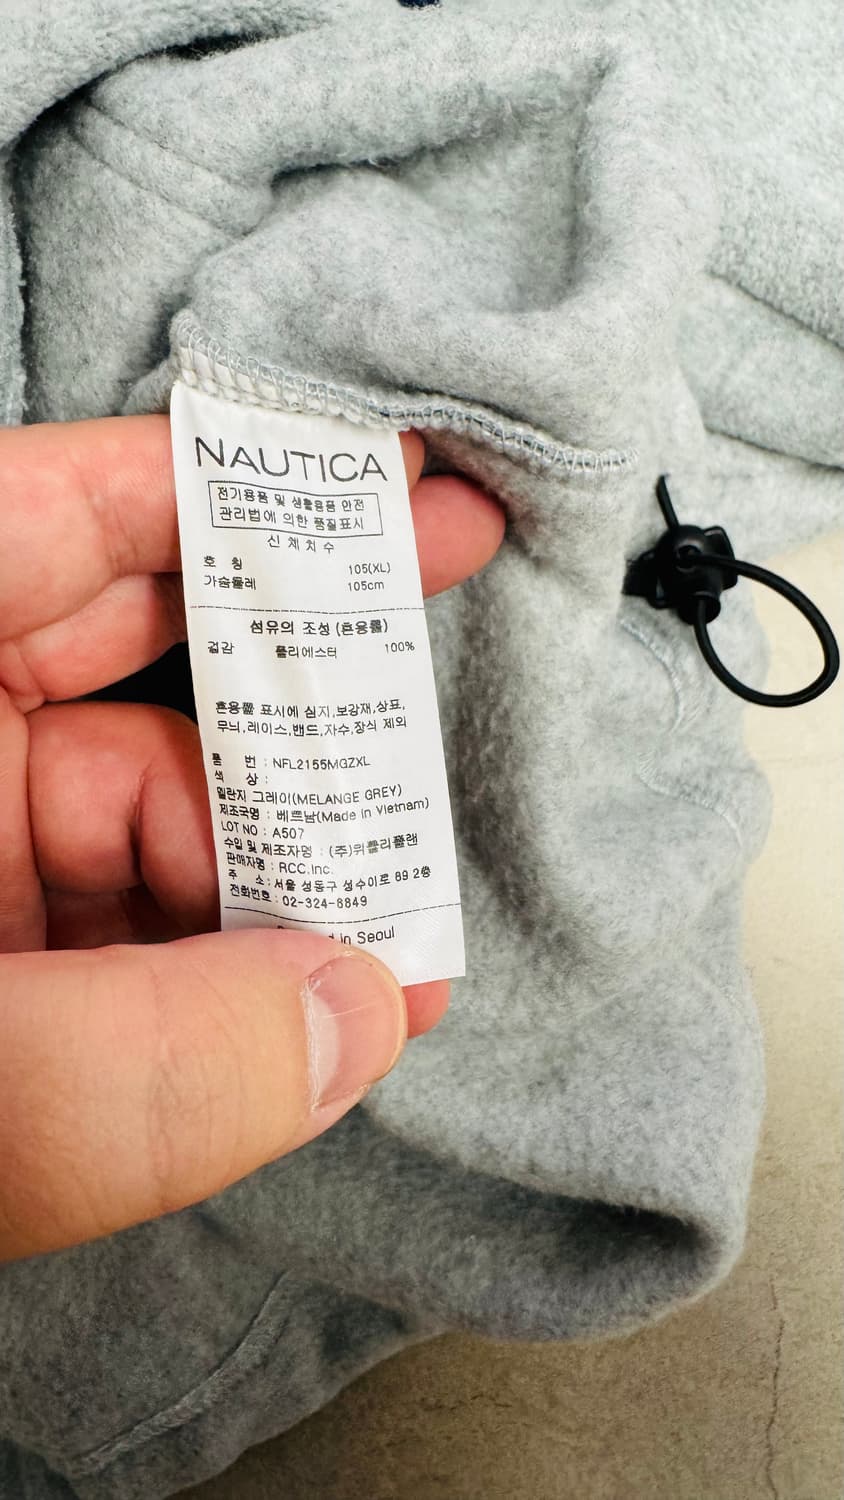 NAUTICA
전기용품 및 생활용품 안전
관리법에 의한 품질표시
신 체 치 수
호 칭 105(XL)
가슴둘레 105cm
섬유의 조성 (혼용률)
겉감 폴리에스터 100%
혼용률 표시에 심지,보강재,상표,
무늬,레이스,밴드,자수,장식 제외
품 번 : NFL2155MGZXL
색 상 :
멜란지 그레이(MELANGE GREY)
제조국명 : 베트남(Made in Vietnam)
LOT NO : A507
수입 및 제조자명 : (주)위클리플랜
판매자명 : RCC.Inc.
주 소 : 서울 성동구 성수이로 89 2층
전화번호 : 02-324-8849
in Seoul